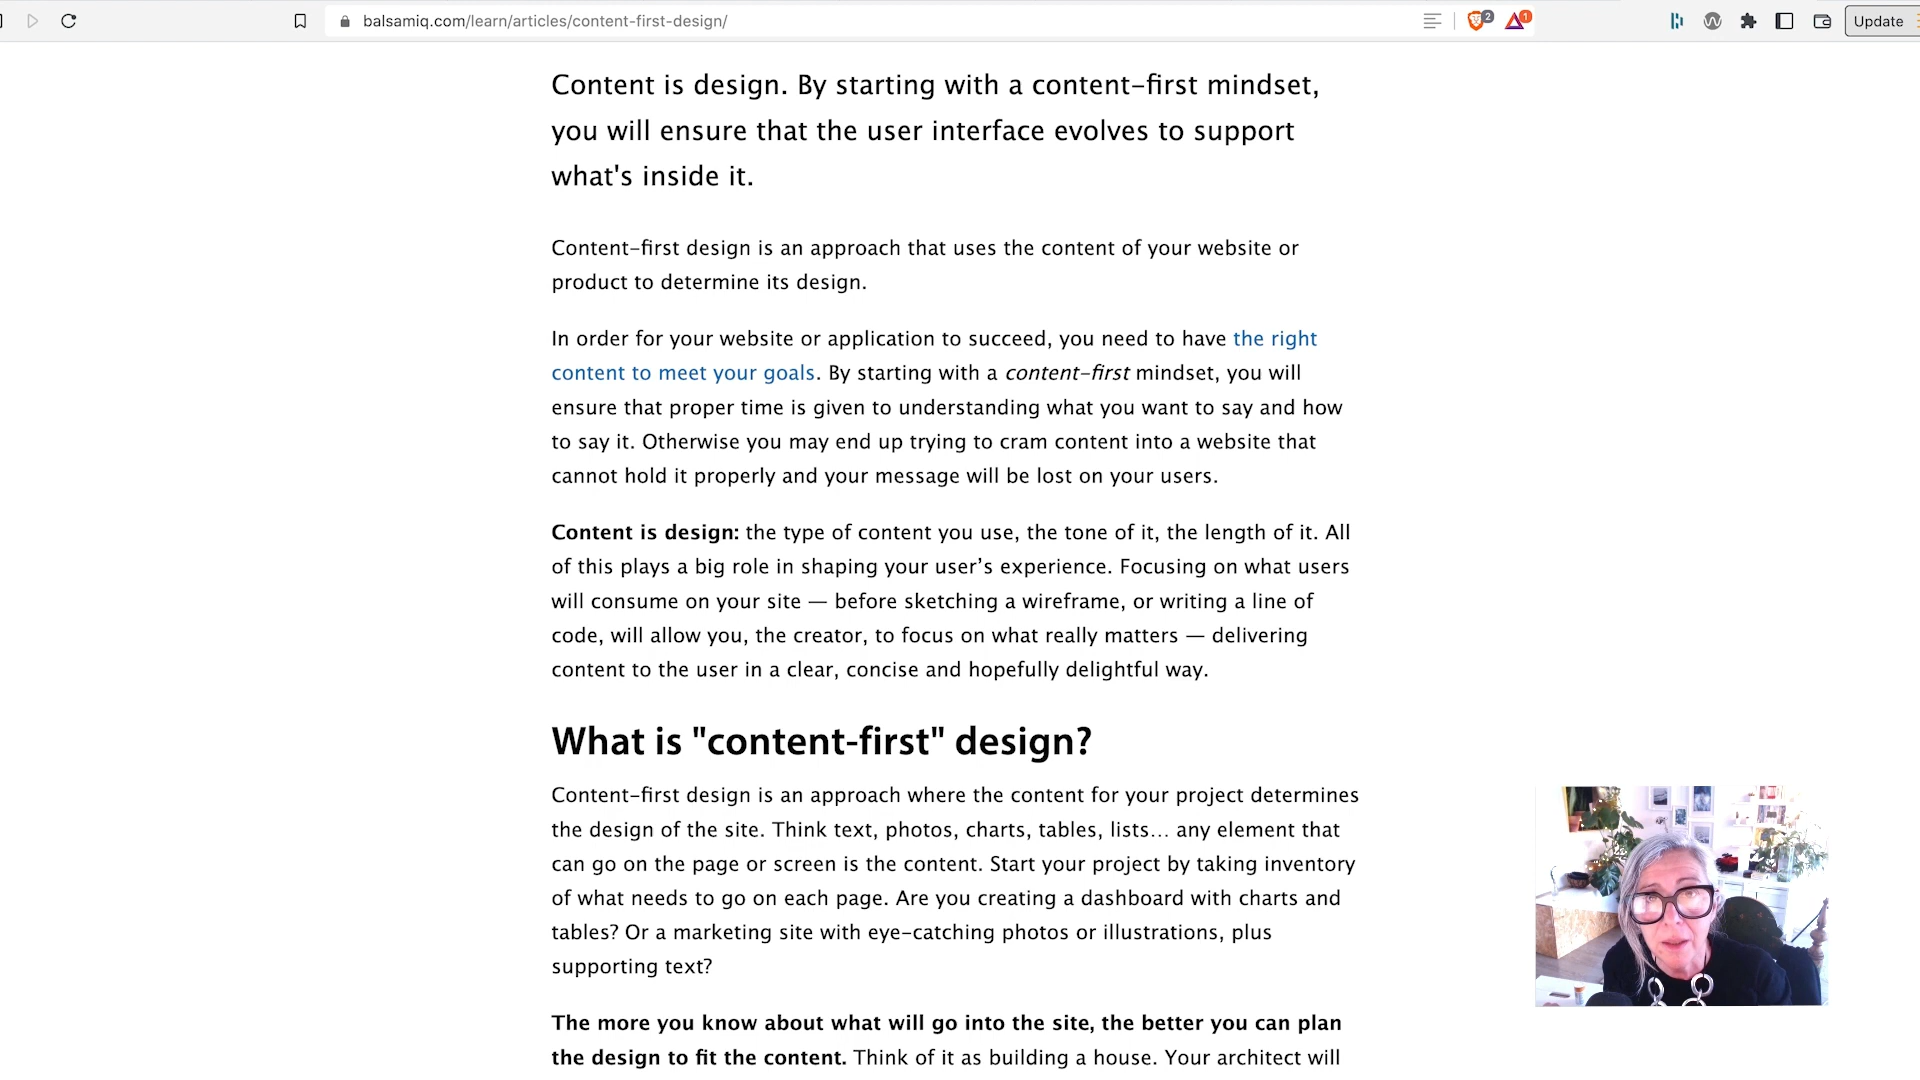 balsamiq.com/learn/articles/content-first-design/
2
1
Update
Content is design. By starting with a content-first mindset,
you will ensure that the user interface evolves to support
what's inside it.
Content-first design is an approach that uses the content of your website or
product to determine its design.
In order for your website or application to succeed, you need to have the right
content to meet your goals. By starting with a content-first mindset, you will
ensure that proper time is given to understanding what you want to say and how
to say it. Otherwise you may end up trying to cram content into a website that
cannot hold it properly and your message will be lost on your users.
Content is design: the type of content you use, the tone of it, the length of it. All
of this plays a big role in shaping your user’s experience. Focusing on what users
will consume on your site — before sketching a wireframe, or writing a line of
code, will allow you, the creator, to focus on what really matters — delivering
content to the user in a clear, concise and hopefully delightful way.
What is "content-first" design?
Content-first design is an approach where the content for your project determines
the design of the site. Think text, photos, charts, tables, lists... any element that
can go on the page or screen is the content. Start your project by taking inventory
of what needs to go on each page. Are you creating a dashboard with charts and
tables? Or a marketing site with eye-catching photos or illustrations, plus
supporting text?
The more you know about what will go into the site, the better you can plan
the design to fit the content. Think of it as building a house. Your architect will